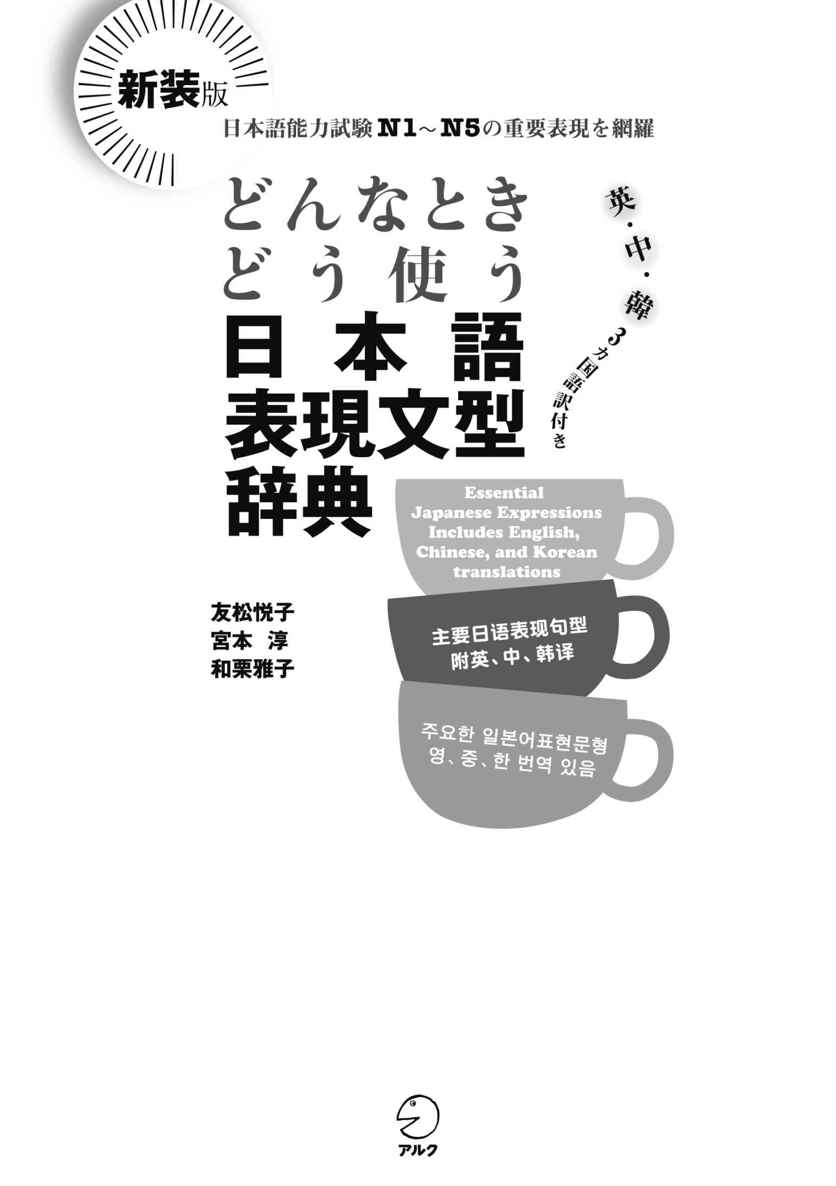 新装版
日本語能力試験N1～N5の重要表現を網羅
どんなとき
どう使う
日本語
表現文型
辞典
英・中・韓3カ国語訳付き
Essential
Japanese Expressions
Includes English,
Chinese, and Korean
translations
主要日语表现句型
附英、中、韩译
주요한 일본어표현문형
영、중、한 번역 있음
友松悦子
宮本 淳
和栗雅子
アルク